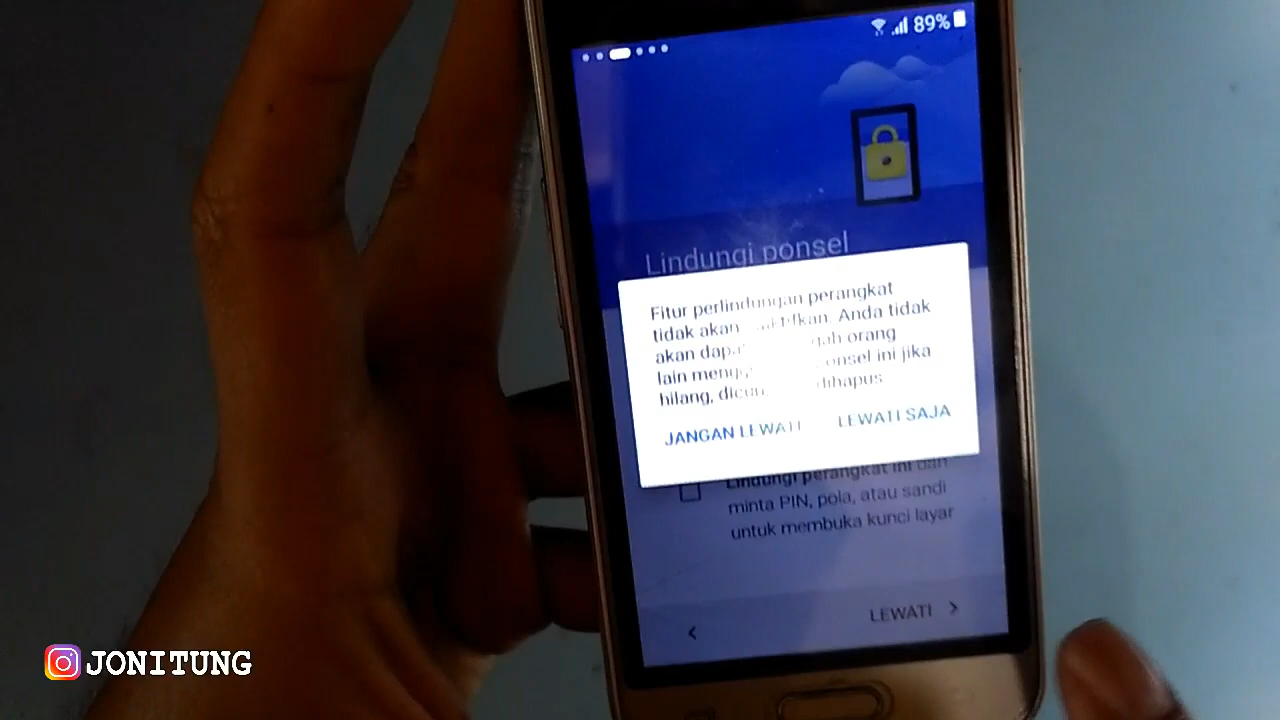 89%
Lindungi ponsel
Fitur perlindungan perangkat
tidak akan Anda tidak
akan orang
lain ini jika
hilang, dihapus
JANGAN LEWATI LEWATI SAJA
Lindungi perangkat ini dan
minta PIN, pola, atau sandi
untuk membuka kunci layar
LEWATI
JONITUNG